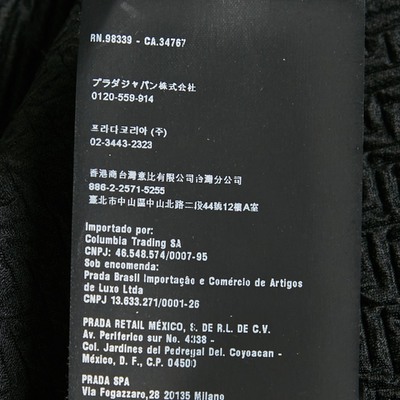 RN.98339 - CA.34767
プラダジャパン株式会社
0120-559-914
프라다코리아 (주)
02-3443-2323
香港商台灣意比有限公司台灣分公司
886-2-2571-5255
臺北市中山區中山北路二段44號12樓A室
Importado por:
Columbia Trading SA
CNPJ: 46.548.574/0007-95
Sob encomenda:
Prada Brasil Importação e Comércio de Artigos
de Luxo Ltda
CNPJ 13.633.271/0001-26
PRADA RETAIL MÉXICO, S. DE R.L. DE C.V.
Av. Periferico sur No. 4338 -
Col. Jardines del Pedregal Del. Coyoacan -
México, D. F., C.P. 04500
PRADA SPA
Via Fogazzaro,28 20135 Milano